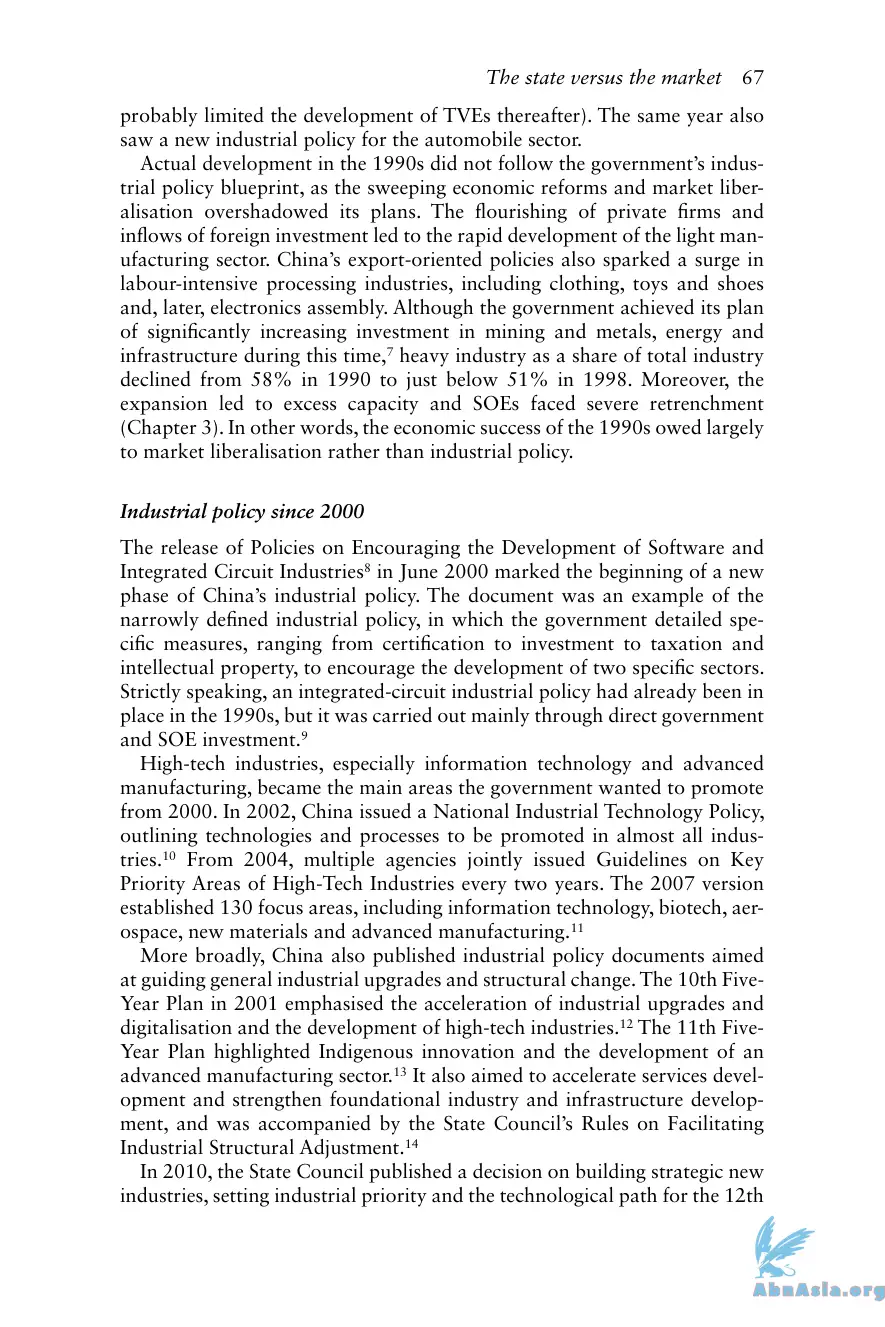 The state versus the market 67
probably limited the development of TVEs thereafter). The same year also
saw a new industrial policy for the automobile sector.
Actual development in the 1990s did not follow the government’s indus-
trial policy blueprint, as the sweeping economic reforms and market liber-
alisation overshadowed its plans. The flourishing of private firms and
inflows of foreign investment led to the rapid development of the light man-
ufacturing sector. China’s export-oriented policies also sparked a surge in
labour-intensive processing industries, including clothing, toys and shoes
and, later, electronics assembly. Although the government achieved its plan
of significantly increasing investment in mining and metals, energy and
infrastructure during this time,⁷ heavy industry as a share of total industry
declined from 58% in 1990 to just below 51% in 1998. Moreover, the
expansion led to excess capacity and SOEs faced severe retrenchment
(Chapter 3). In other words, the economic success of the 1990s owed largely
to market liberalisation rather than industrial policy.
Industrial policy since 2000
The release of Policies on Encouraging the Development of Software and
Integrated Circuit Industries⁸ in June 2000 marked the beginning of a new
phase of China’s industrial policy. The document was an example of the
narrowly defined industrial policy, in which the government detailed spe-
cific measures, ranging from certification to investment to taxation and
intellectual property, to encourage the development of two specific sectors.
Strictly speaking, an integrated-circuit industrial policy had already been in
place in the 1990s, but it was carried out mainly through direct government
and SOE investment.⁹
High-tech industries, especially information technology and advanced
manufacturing, became the main areas the government wanted to promote
from 2000. In 2002, China issued a National Industrial Technology Policy,
outlining technologies and processes to be promoted in almost all indus-
tries.¹⁰ From 2004, multiple agencies jointly issued Guidelines on Key
Priority Areas of High-Tech Industries every two years. The 2007 version
established 130 focus areas, including information technology, biotech, aer-
ospace, new materials and advanced manufacturing.¹¹
More broadly, China also published industrial policy documents aimed
at guiding general industrial upgrades and structural change. The 10th Five-
Year Plan in 2001 emphasised the acceleration of industrial upgrades and
digitalisation and the development of high-tech industries.¹² The 11th Five-
Year Plan highlighted Indigenous innovation and the development of an
advanced manufacturing sector.¹³ It also aimed to accelerate services devel-
opment and strengthen foundational industry and infrastructure develop-
ment, and was accompanied by the State Council’s Rules on Facilitating
Industrial Structural Adjustment.¹⁴
In 2010, the State Council published a decision on building strategic new
industries, setting industrial priority and the technological path for the 12th
AbnAsia.org